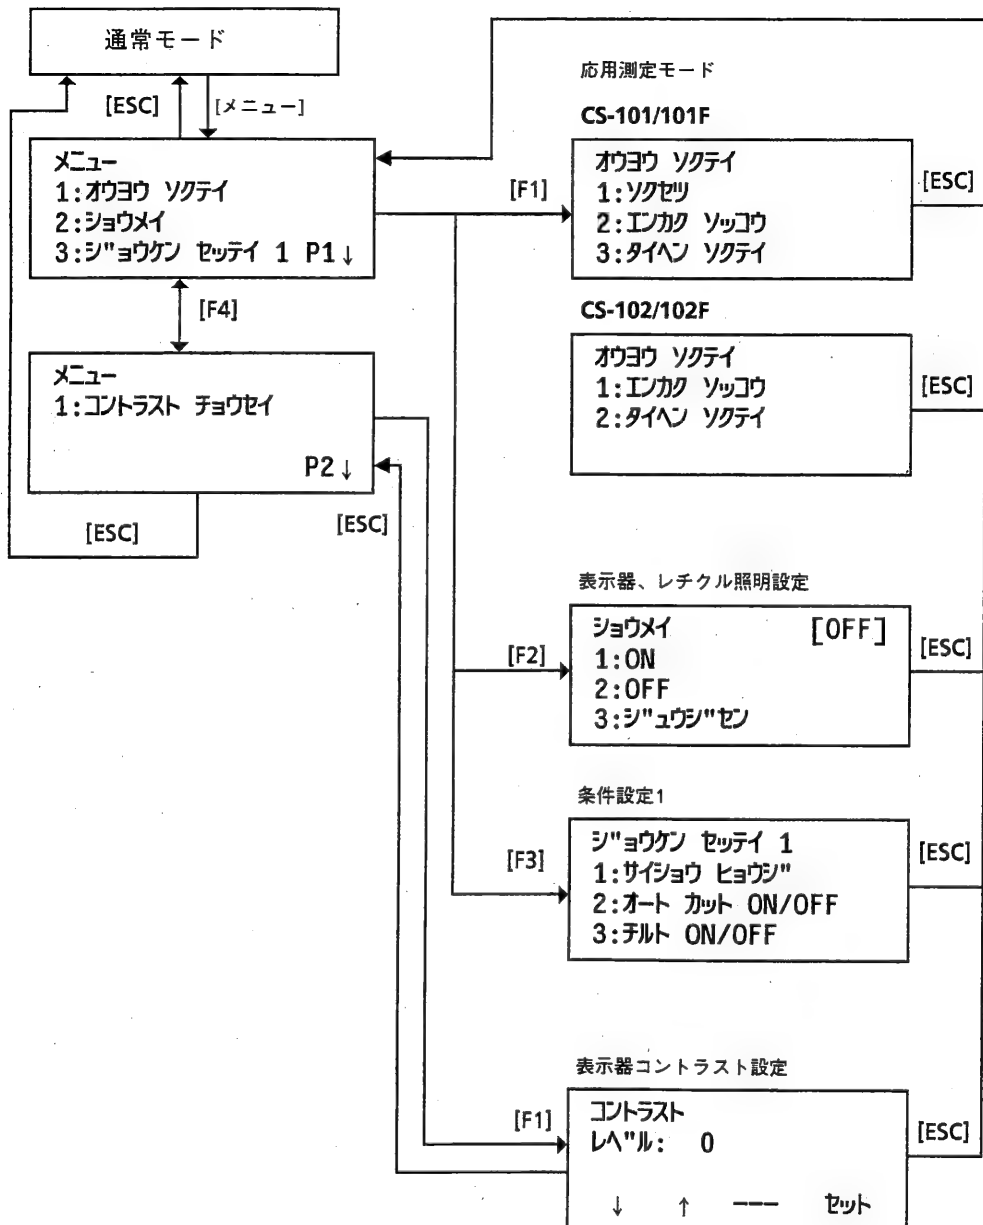 通常モード
[ESC]
[メニュー]
メニュー
1:オウヨウ ソクテイ
2:ショウメイ
3:シ"ョウケン セッテイ 1 P1↓
[F4]
メニュー
1:コントラスト チョウセイ
P2↓
[ESC]
[ESC]
応用測定モード
CS-101/101F
[F1]
オウヨウ ソクテイ
1:ソクセツ
2:エンカク ソッコウ
3:タイヘン ソクテイ
[ESC]
CS-102/102F
オウヨウ ソクテイ
1:エンカク ソッコウ
2:タイヘン ソクテイ
[ESC]
表示器、レチクル照明設定
[F2]
ショウメイ [OFF]
1:ON
2:OFF
3:シ"ュウシ"セン
[ESC]
条件設定1
[F3]
シ"ョウケン セッテイ 1
1:サイショウ ヒョウシ"
2:オート カット ON/OFF
3:チルト ON/OFF
[ESC]
表示器コントラスト設定
[F1]
コントラスト
レヘ"ル: 0
↓ ↑ --- セット
[ESC]